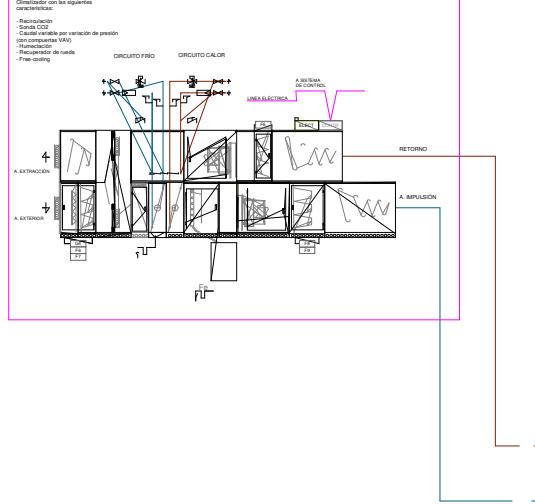 Climatizador con las siguientes
características:
- Recirculación
- Sonda CO2
- Caudal variable por variación de presión
(con compuertas VAV)
- Humectación
- Recuperador de rueda
- Free-cooling
CIRCUITO FRÍO
CIRCUITO CALOR
A SISTEMA
DE CONTROL
LINEA ELÉCTRICA
ELECT.
F6
RETORNO
A. EXTRACCIÓN
A. IMPULSIÓN
A. EXTERIOR
G4
F6
F7
F8
F9